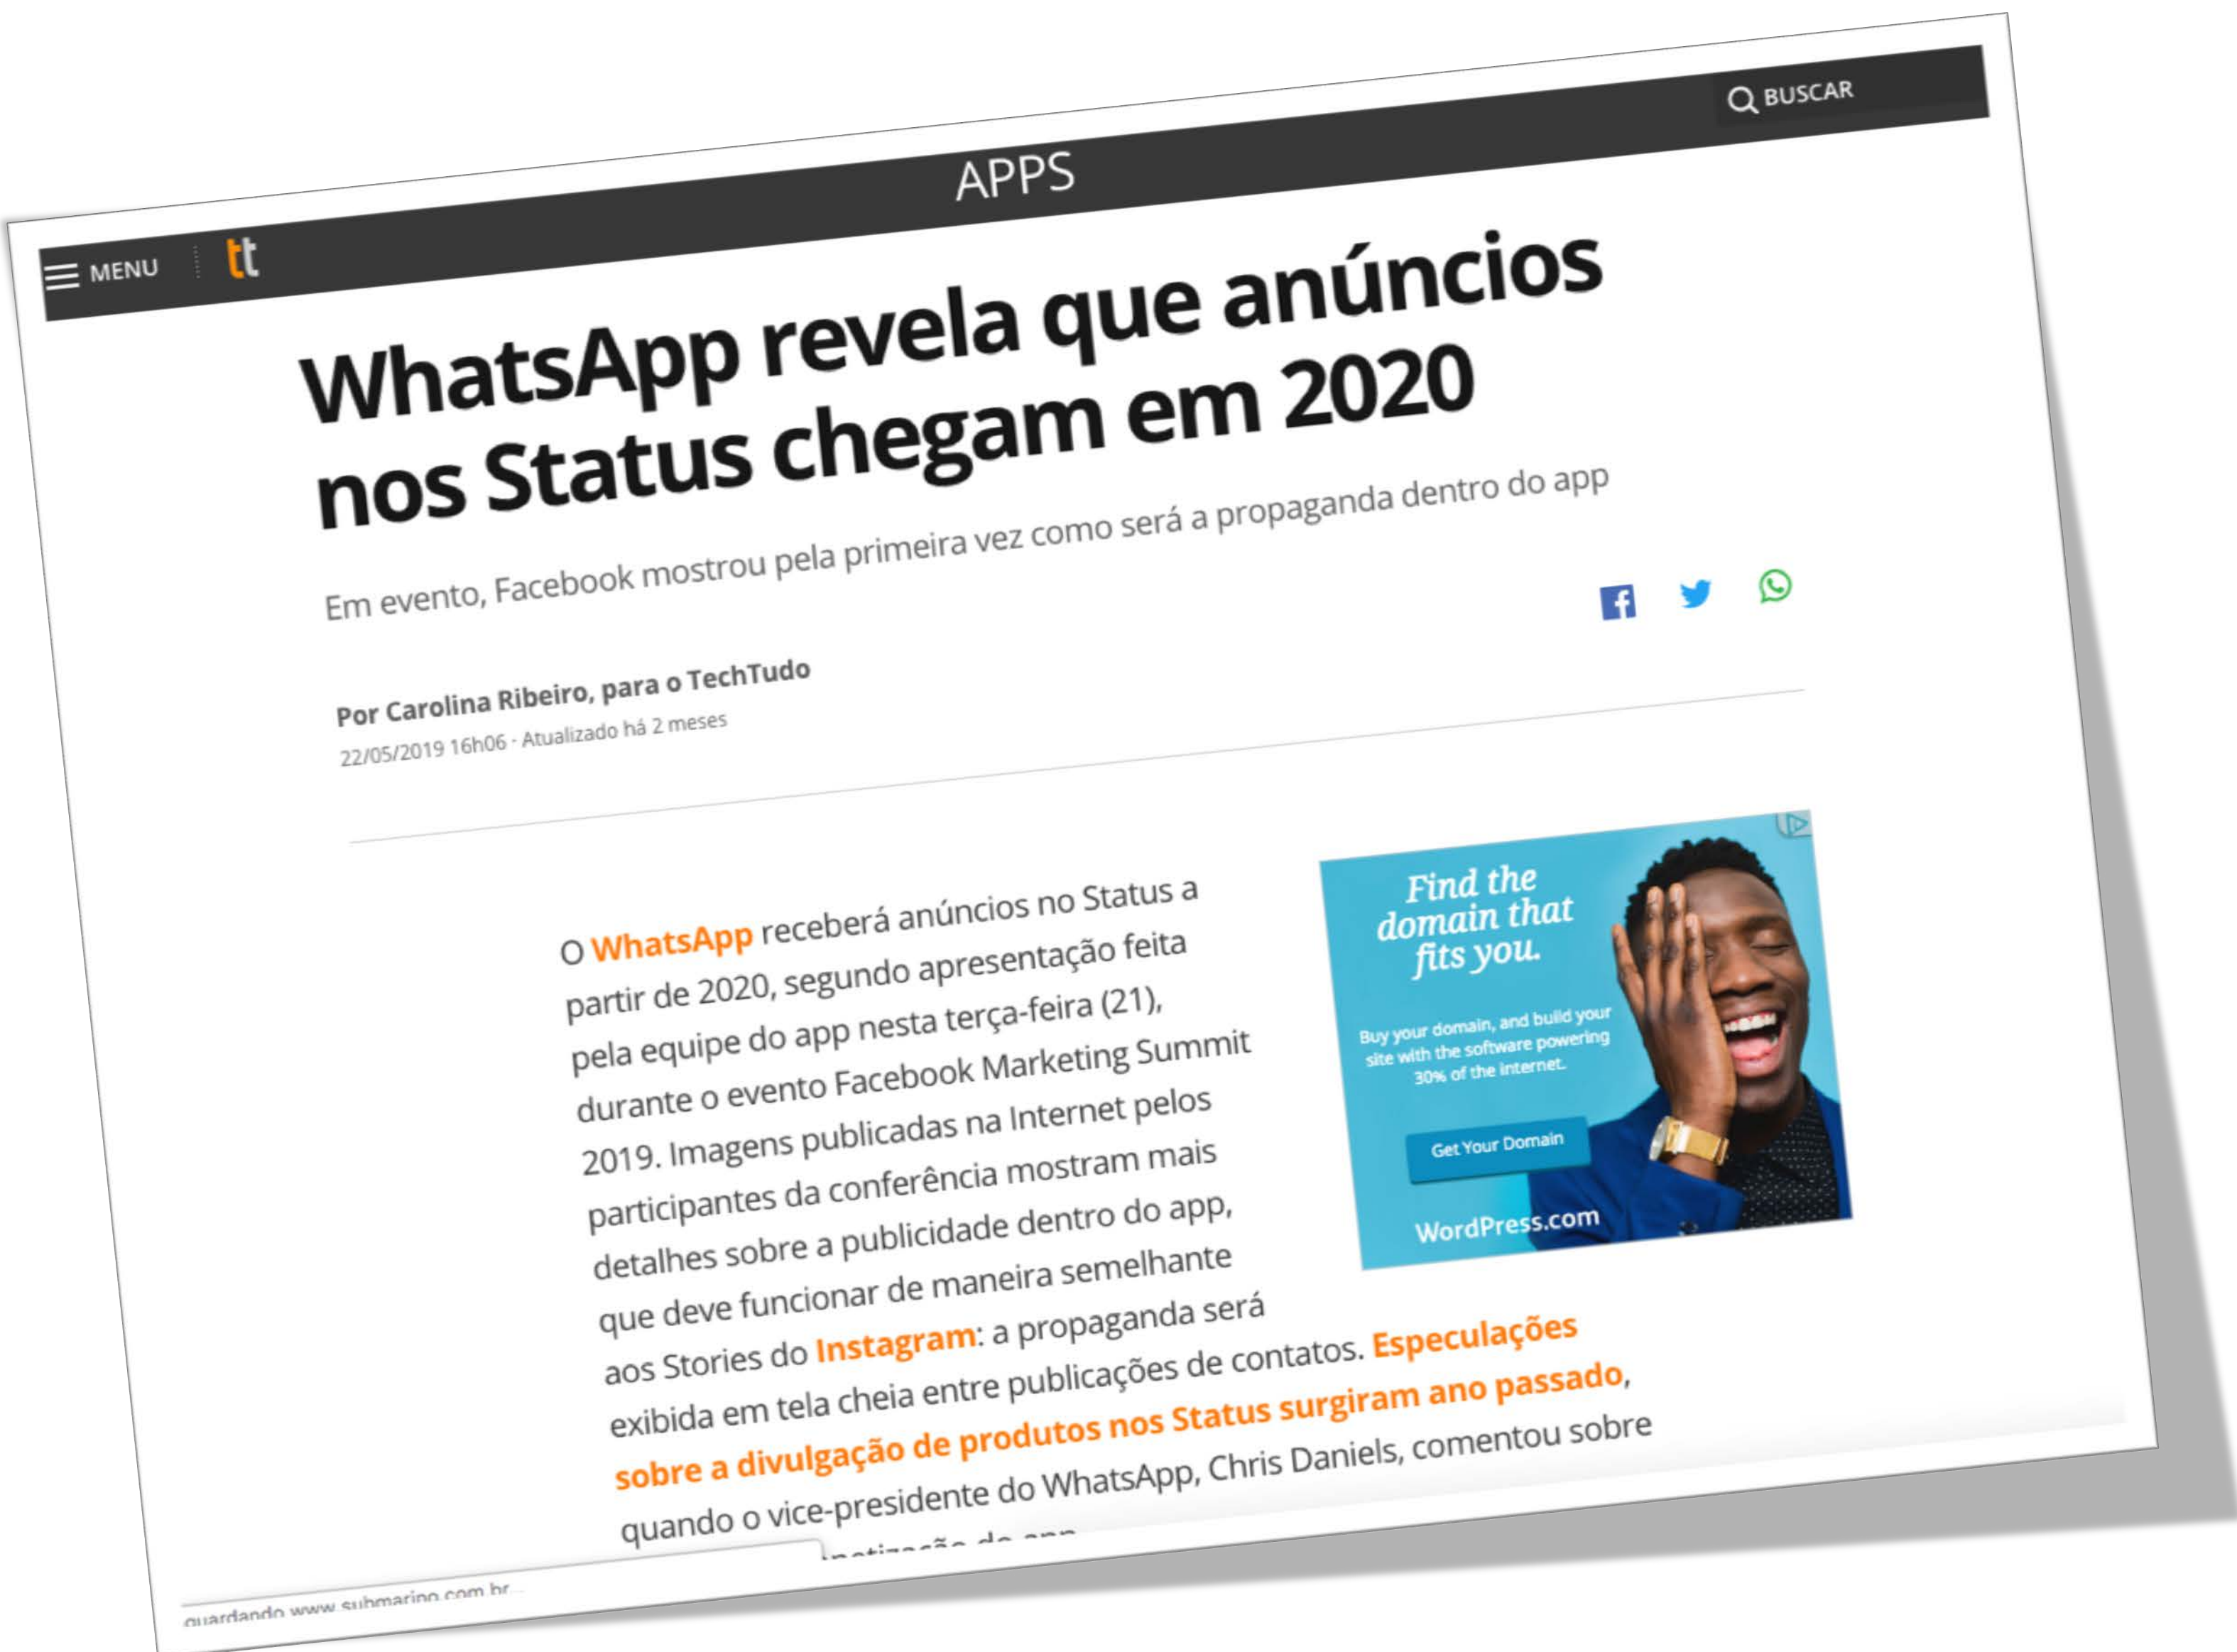 MENU
tt
APPS
BUSCAR
WhatsApp revela que anúncios
nos Status chegam em 2020
Em evento, Facebook mostrou pela primeira vez como será a propaganda dentro do app
Por Carolina Ribeiro, para o TechTudo
22/05/2019 16h06 · Atualizado há 2 meses
O WhatsApp receberá anúncios no Status a
partir de 2020, segundo apresentação feita
pela equipe do app nesta terça-feira (21),
durante o evento Facebook Marketing Summit
2019. Imagens publicadas na Internet pelos
participantes da conferência mostram mais
detalhes sobre a publicidade dentro do app,
que deve funcionar de maneira semelhante
aos Stories do Instagram: a propaganda será
exibida em tela cheia entre publicações de contatos. Especulações
sobre a divulgação de produtos nos Status surgiram ano passado,
quando o vice-presidente do WhatsApp, Chris Daniels, comentou sobre
do app
Find the
domain that
fits you.
Buy your domain, and build your
site with the software powering
30% of the internet.
Get Your Domain
WordPress.com
guardando www.submarino.com.br...